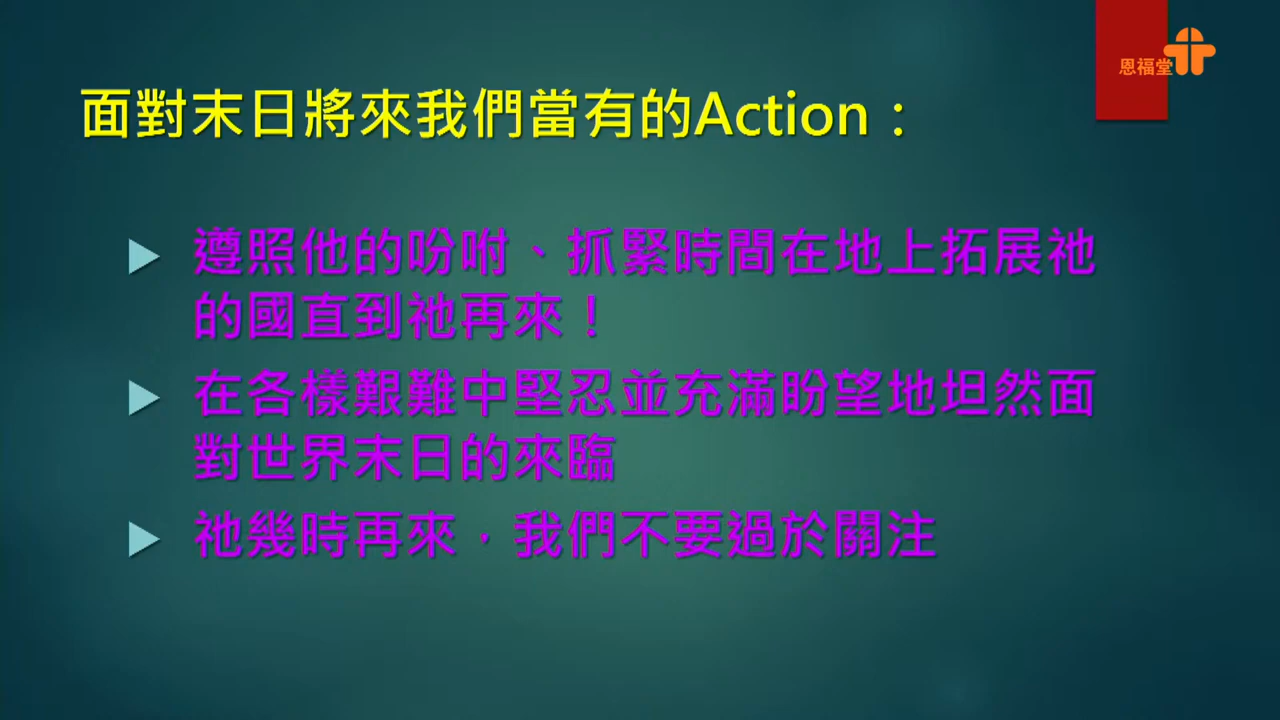 恩福堂
面對末日將來我們當有的Action：
遵照他的吩咐、抓緊時間在地上拓展祂
的國直到祂再來！
在各樣艱難中堅忍並充滿盼望地坦然面
對世界末日的來臨
祂幾時再來．我們不要過於關注